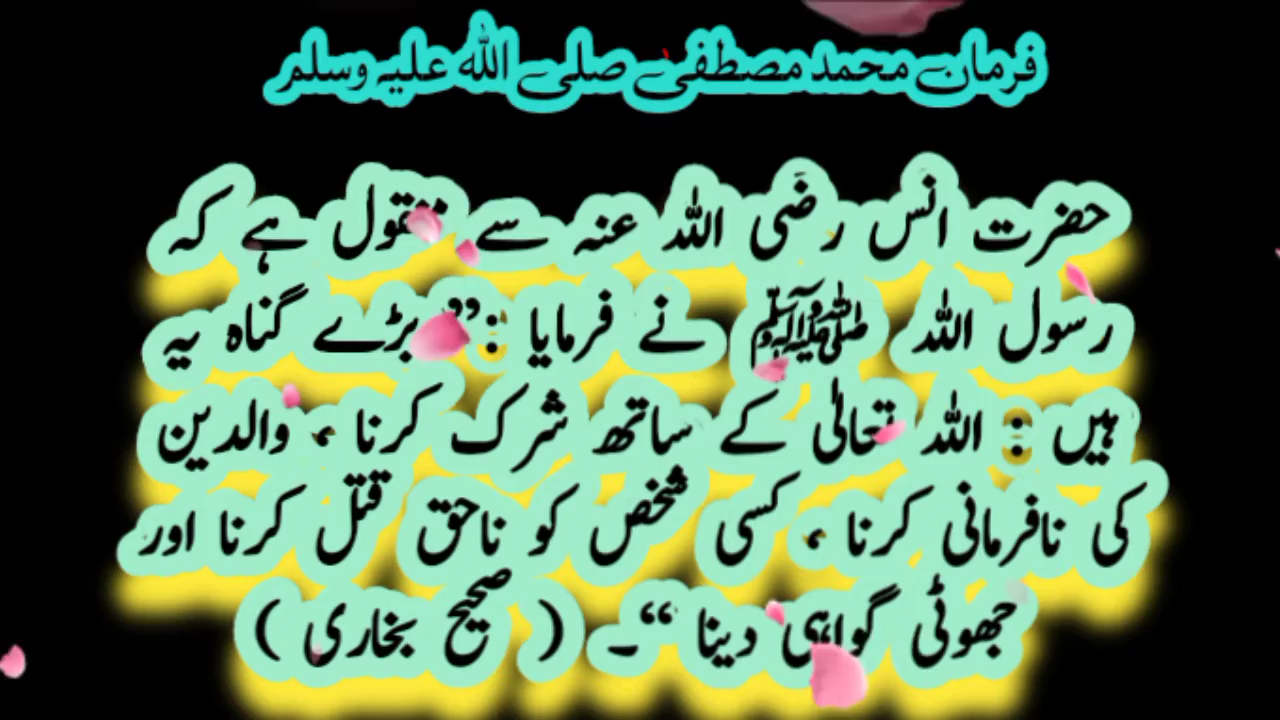 فرمان محمد مصطفیٰ صلی اللہ علیہ وسلم
حضرت انس رضی اللہ عنہ سے منقول ہے کہ
رسول اللہ ﷺ نے فرمایا :” بڑے گناہ یہ
ہیں : اللہ تعالیٰ کے ساتھ شرک کرنا ، والدین
کی نافرمانی کرنا ، کسی شخص کو ناحق قتل کرنا اور
جھوٹی گواہی دینا “۔ ( صحیح بخاری )